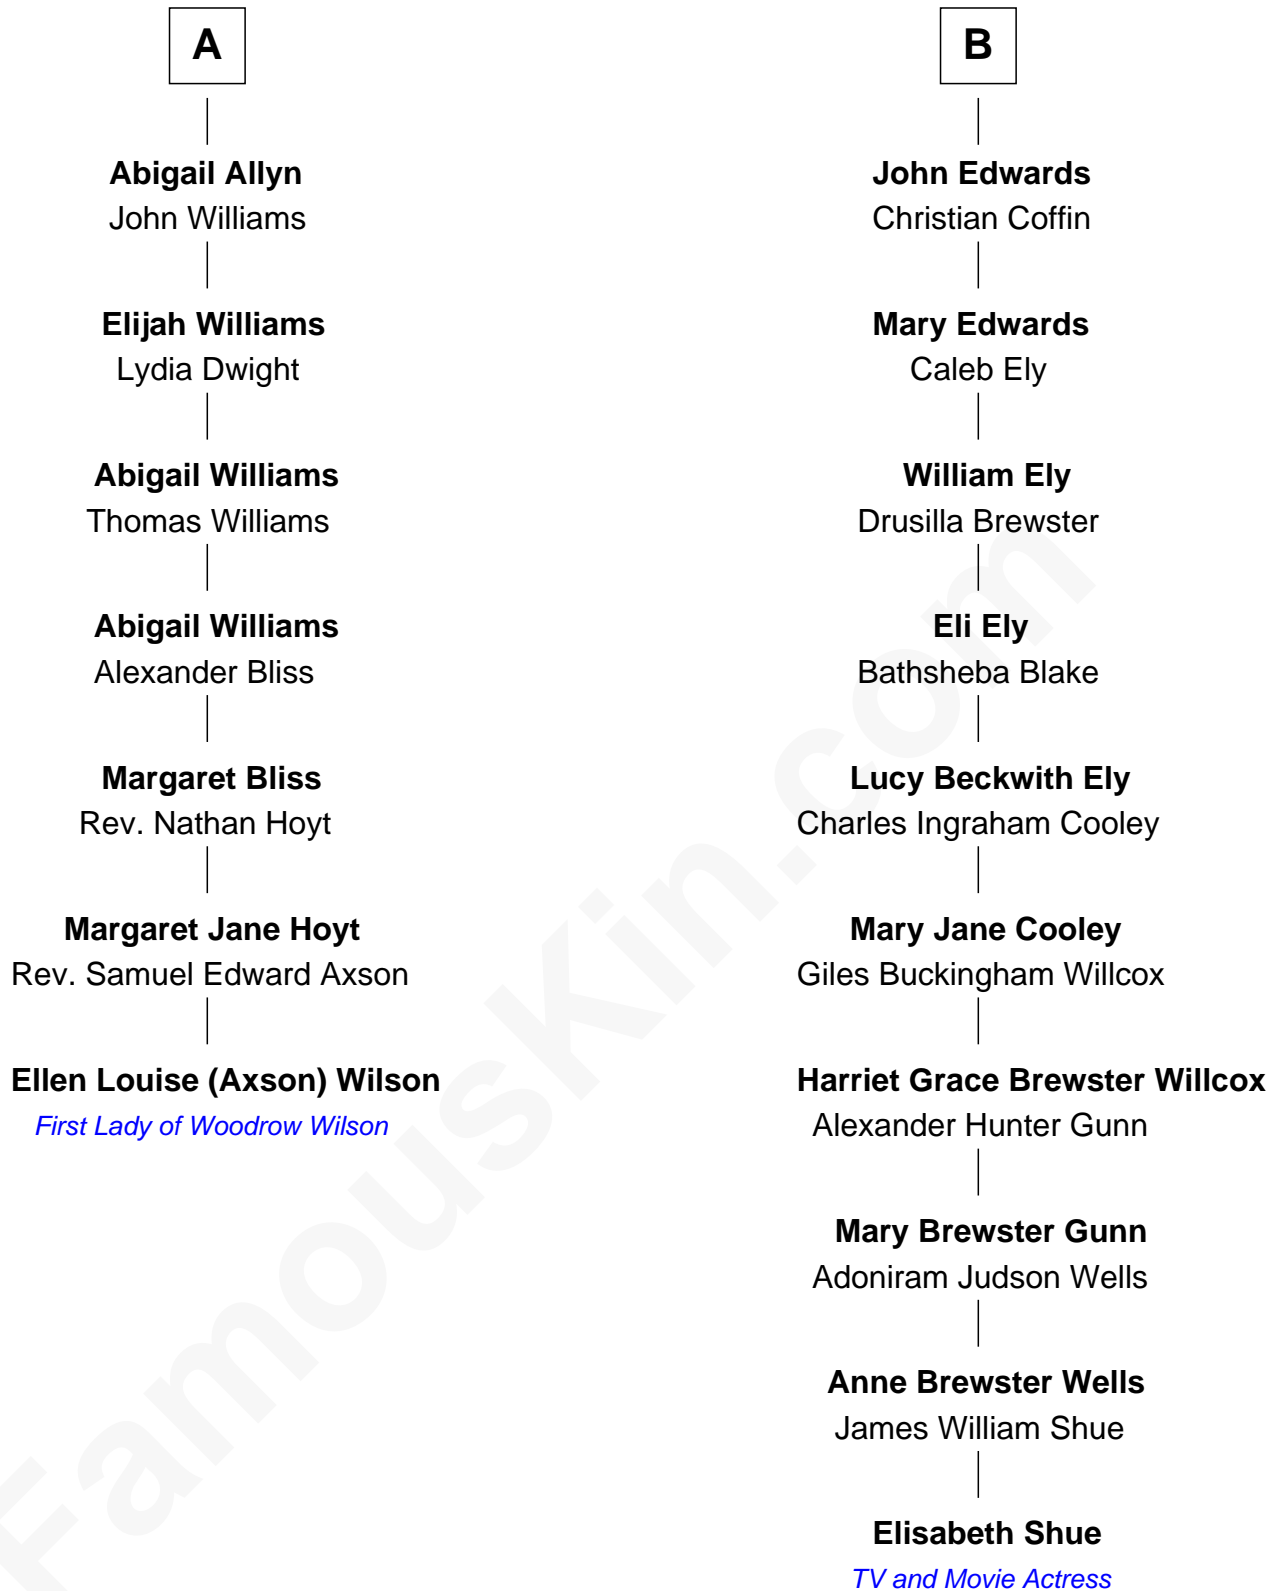 A
Abigail Allyn
John Williams
Elijah Williams
Lydia Dwight
Abigail Williams
Thomas Williams
Abigail Williams
Alexander Bliss
Margaret Bliss
Rev. Nathan Hoyt
Margaret Jane Hoyt
Rev. Samuel Edward Axson
Ellen Louise (Axson) Wilson
First Lady of Woodrow Wilson
B
John Edwards
Christian Coffin
Mary Edwards
Caleb Ely
William Ely
Drusilla Brewster
Eli Ely
Bathsheba Blake
Lucy Beckwith Ely
Charles Ingraham Cooley
Mary Jane Cooley
Giles Buckingham Willcox
Harriet Grace Brewster Willcox
Alexander Hunter Gunn
Mary Brewster Gunn
Adoniram Judson Wells
Anne Brewster Wells
James William Shue
Elisabeth Shue
TV and Movie Actress
FamousKin.com